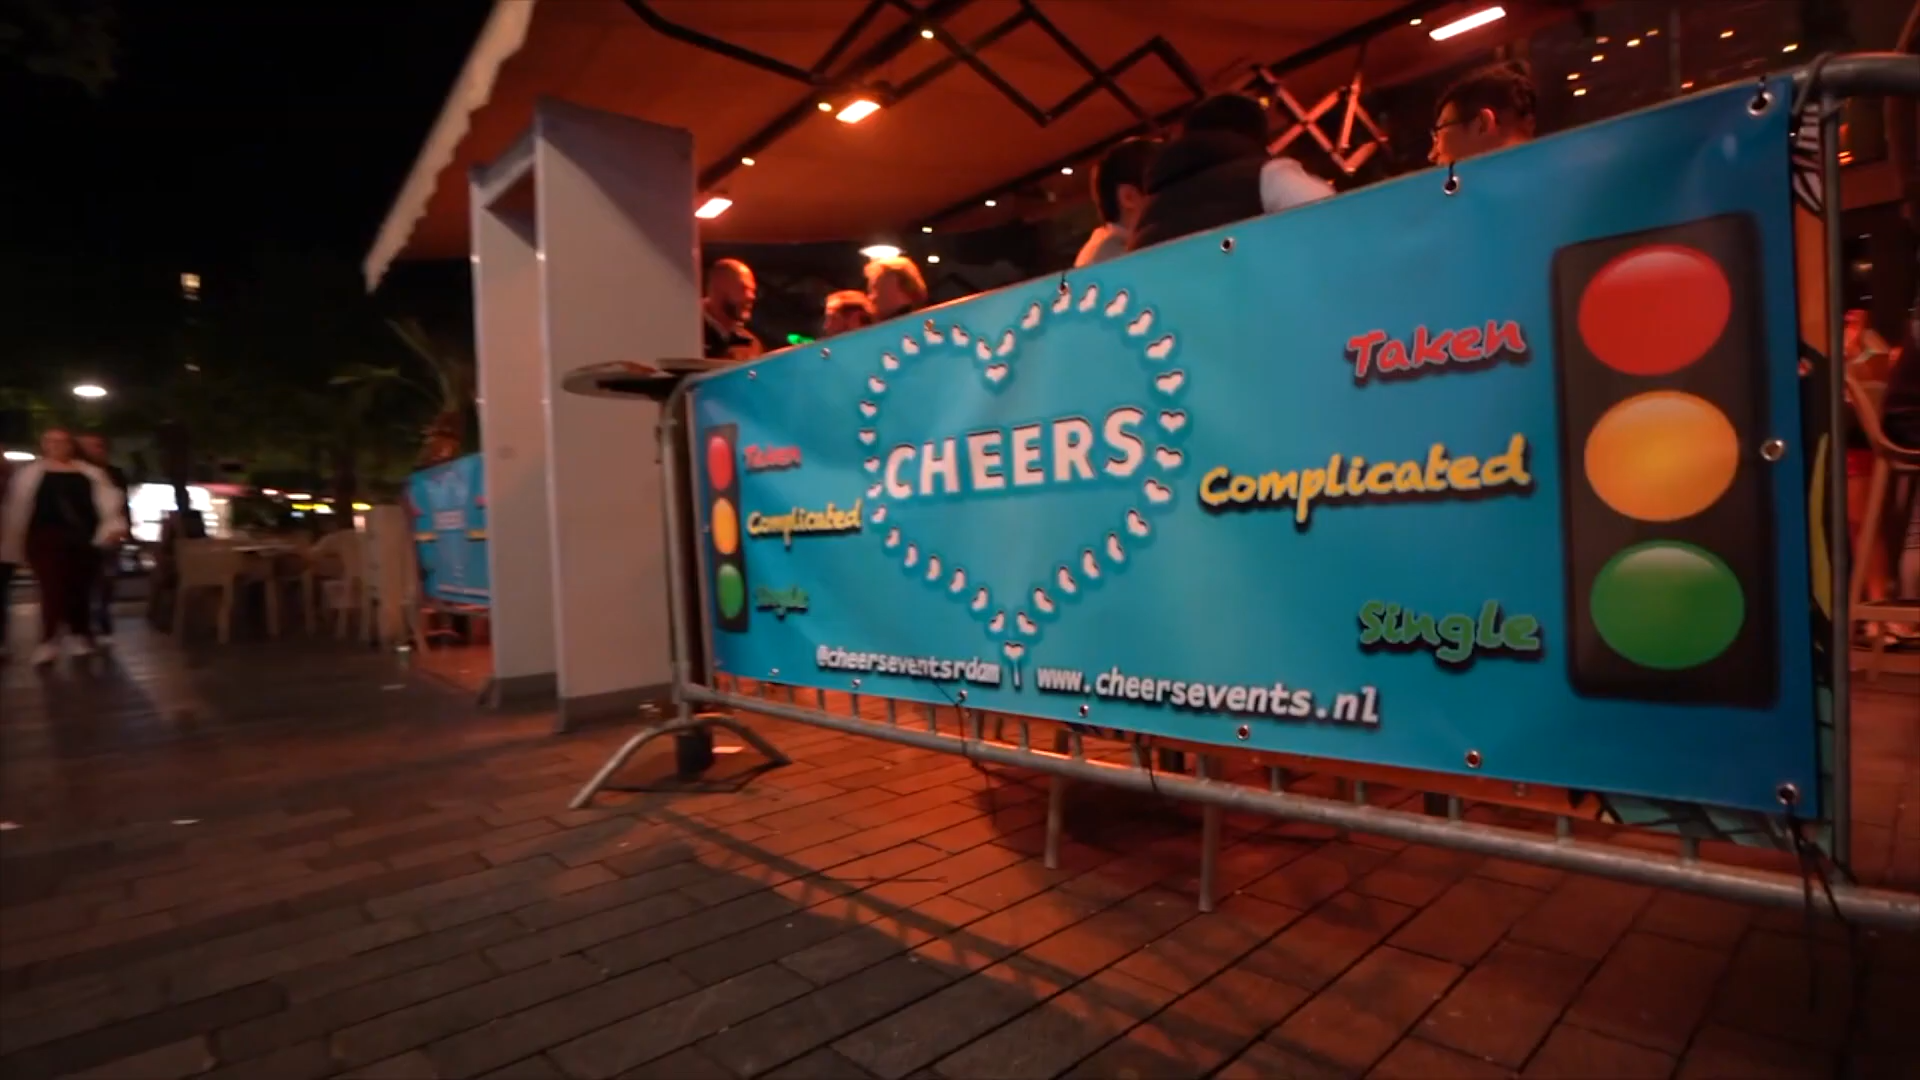 Taken
Complicated
Single
CHEERS
Taken
Complicated
Single
@cheerseventsrdam | www.cheersevents.nl